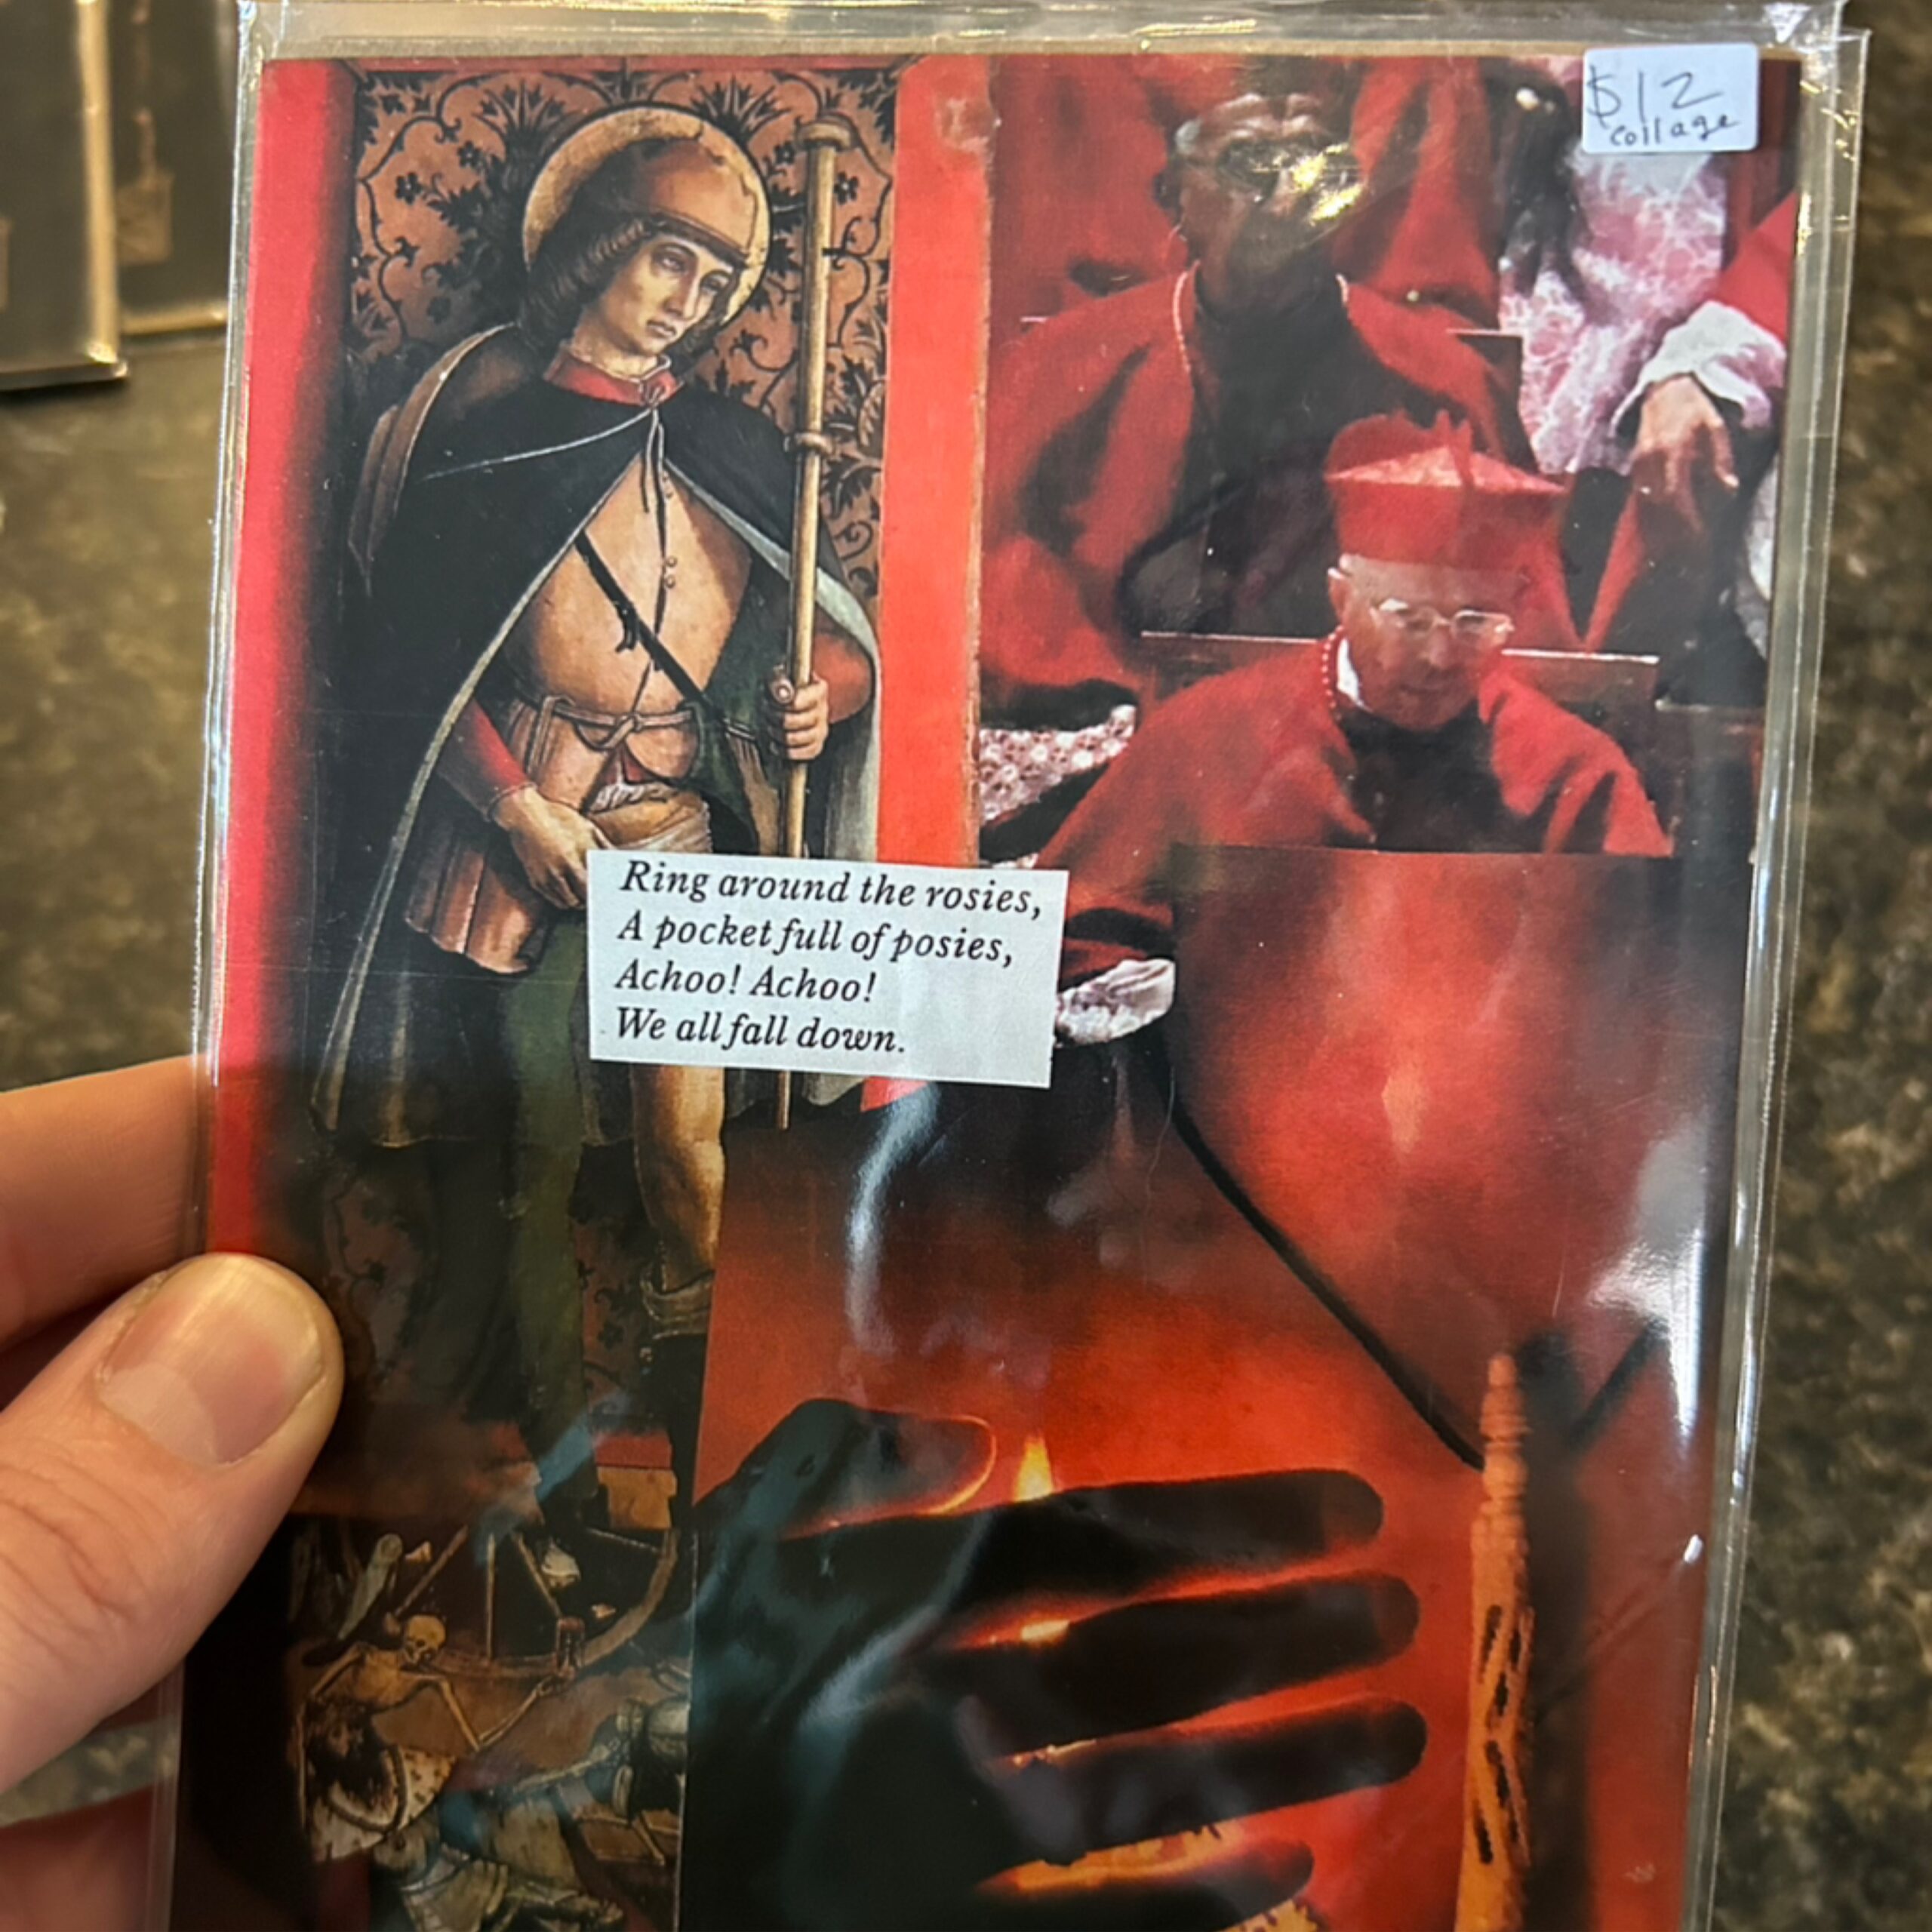 $12
collage
Ring around the rosies,
A pocket full of posies,
Achoo! Achoo!
We all fall down.